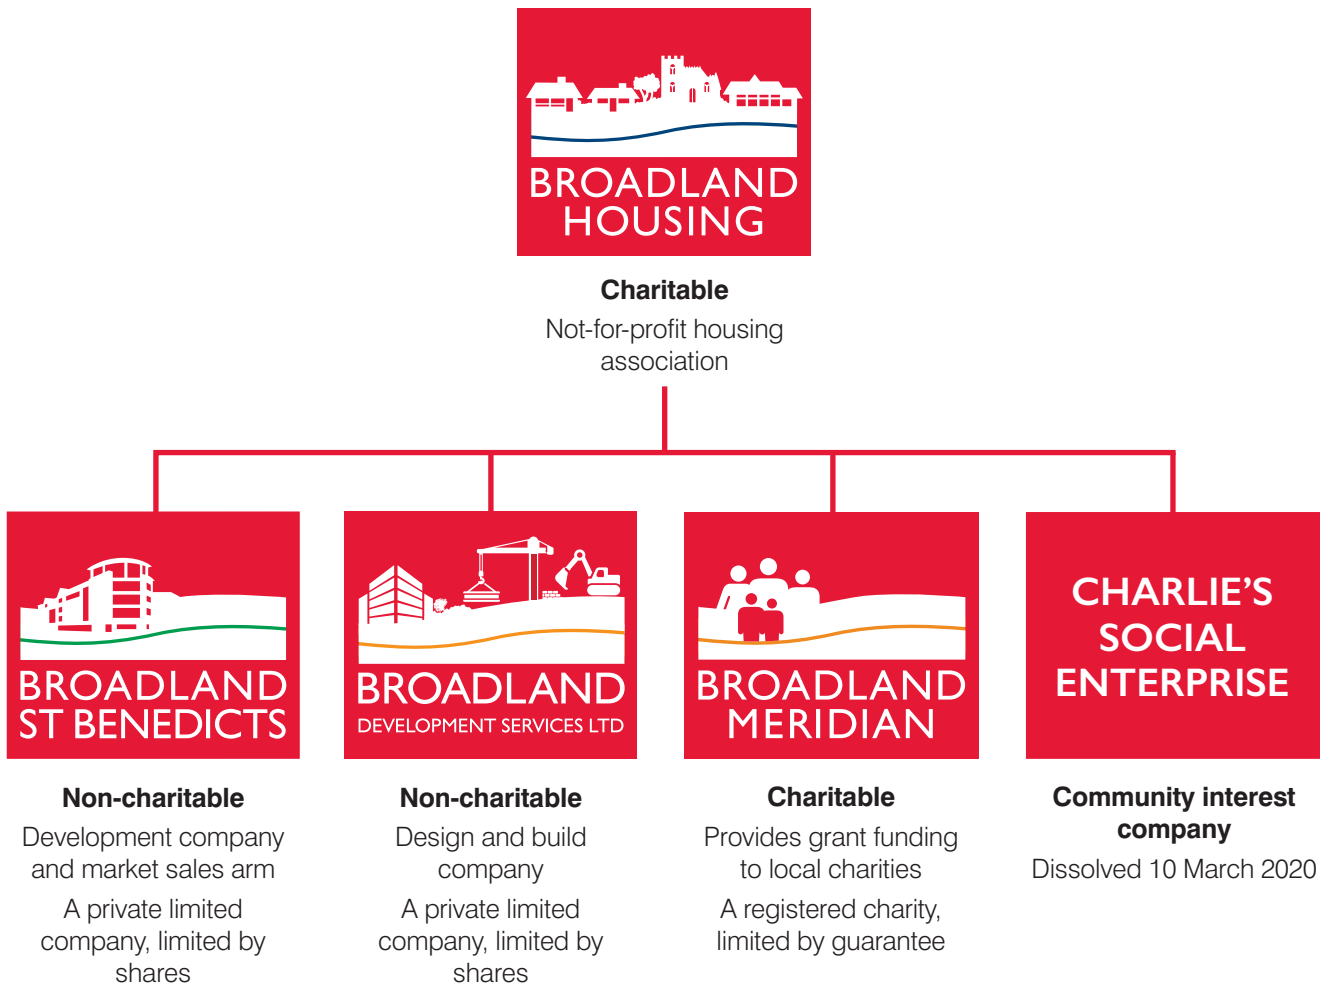 BROADLAND
HOUSING
Charitable
Not-for-profit housing
association
BROADLAND
ST BENEDICTS
Non-charitable
Development company
and market sales arm
A private limited
company, limited by
shares
BROADLAND
DEVELOPMENT SERVICES LTD
Non-charitable
Design and build
company
A private limited
company, limited by
shares
BROADLAND
MERIDIAN
Charitable
Provides grant funding
to local charities
A registered charity,
limited by guarantee
CHARLIE'S
SOCIAL
ENTERPRISE
Community interest
company
Dissolved 10 March 2020